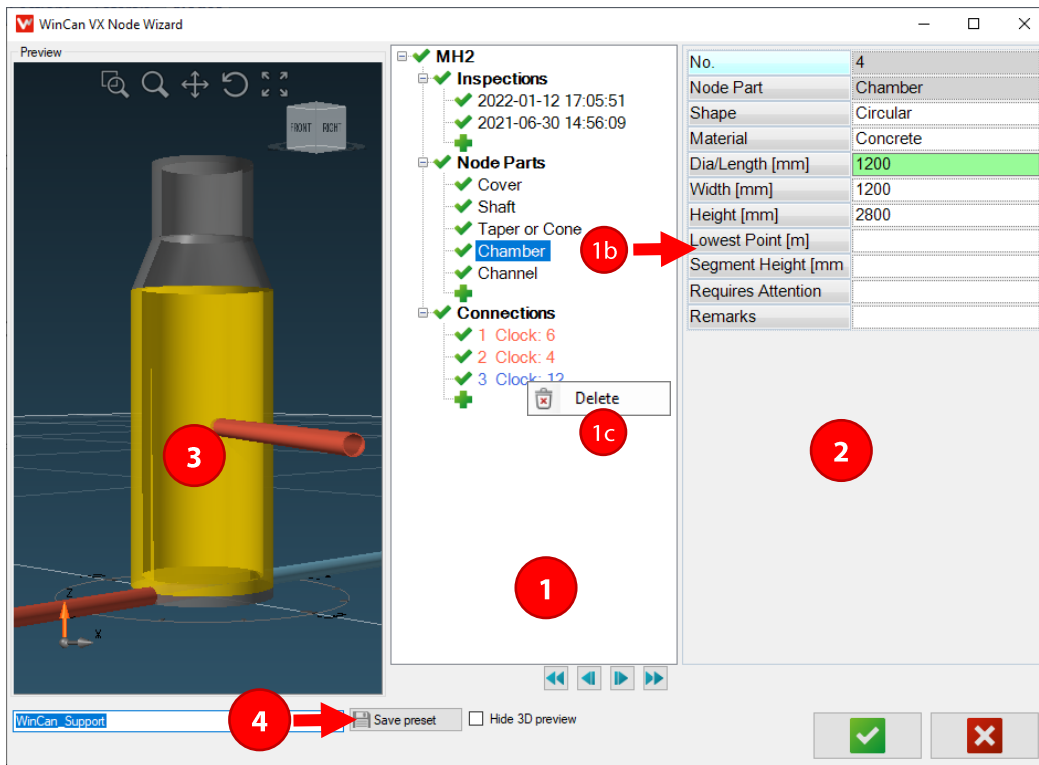 WinCan VX Node Wizard
Preview
FRONT RIGHT
Z
X
3
MH2
Inspections
2022-01-12 17:05:51
2021-06-30 14:56:09
Node Parts
Cover
Shaft
Taper or Cone
Chamber
Channel
Connections
1 Clock: 6
2 Clock: 4
3 Clock: 12
Delete
1c
1
1b
No. 4
Node Part Chamber
Shape Circular
Material Concrete
Dia/Length [mm] 1200
Width [mm] 1200
Height [mm] 2800
Lowest Point [m]
Segment Height [mm
Requires Attention
Remarks
2
WinCan_Support
4
Save preset
Hide 3D preview